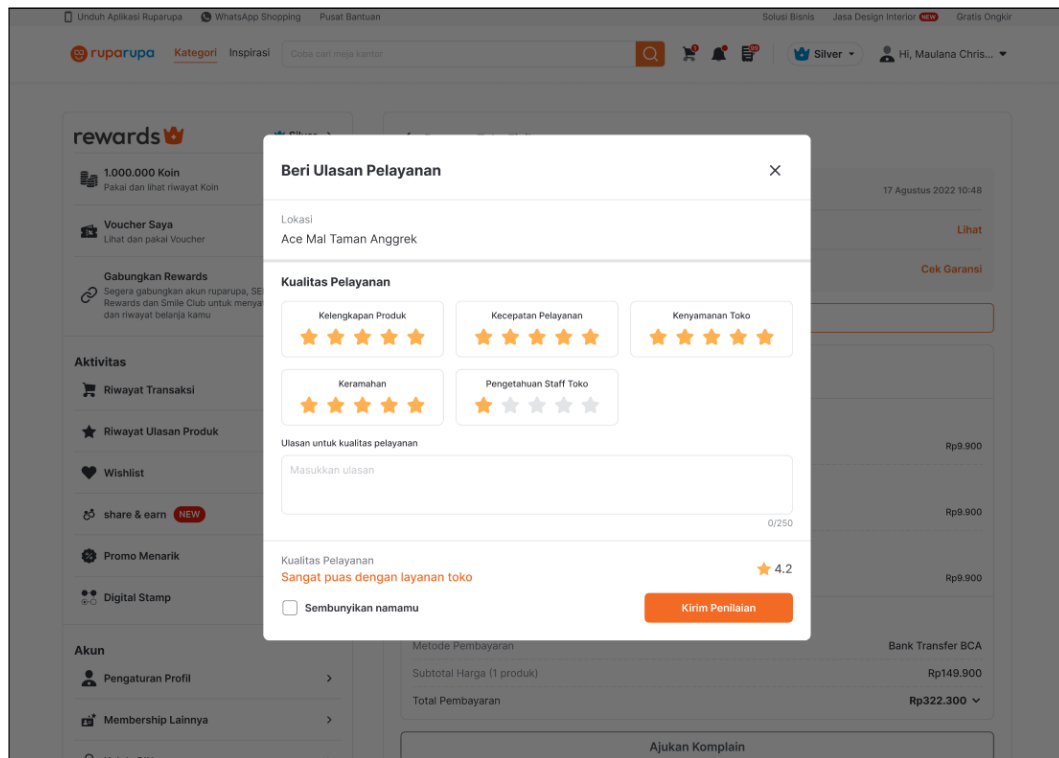 Unduh Aplikasi Ruparupa WhatsApp Shopping Pusat Bantuan
Solusi Bisnis Jasa Design Interior NEW Gratis Ongkir
ruparupa Kategori Inspirasi Coba cari meja kantor
Silver Hi, Maulana Chris...
rewards
1.000.000 Koin
Pakai dan lihat riwayat Koin
Voucher Saya
Lihat dan pakai Voucher
Gabungkan Rewards
Segera gabungkan akun ruparupa,
Rewards dan Smile Club untuk
dan riwayat belanja kamu
Aktivitas
Riwayat Transaksi
Riwayat Ulasan Produk
Wishlist
share & earn NEW
Promo Menarik
Digital Stamp
Akun
Pengaturan Profil
Membership Lainnya
Beri Ulasan Pelayanan
Lokasi
Ace Mal Taman Anggrek
Kualitas Pelayanan
Kelengkapan Produk
Kecepatan Pelayanan
Kenyamanan Toko
Keramahan
Pengetahuan Staff Toko
Ulasan untuk kualitas pelayanan
Masukkan ulasan
0/250
Kualitas Pelayanan
Sangat puas dengan layanan toko
4.2
Sembunyikan namamu
Kirim Penilaian
17 Agustus 2022 10:48
Lihat
Cek Garansi
Rp9.900
Rp9.900
Rp9.900
Metode Pembayaran Bank Transfer BCA
Subtotal Harga (1 produk) Rp149.900
Total Pembayaran Rp322.300
Ajukan Komplain